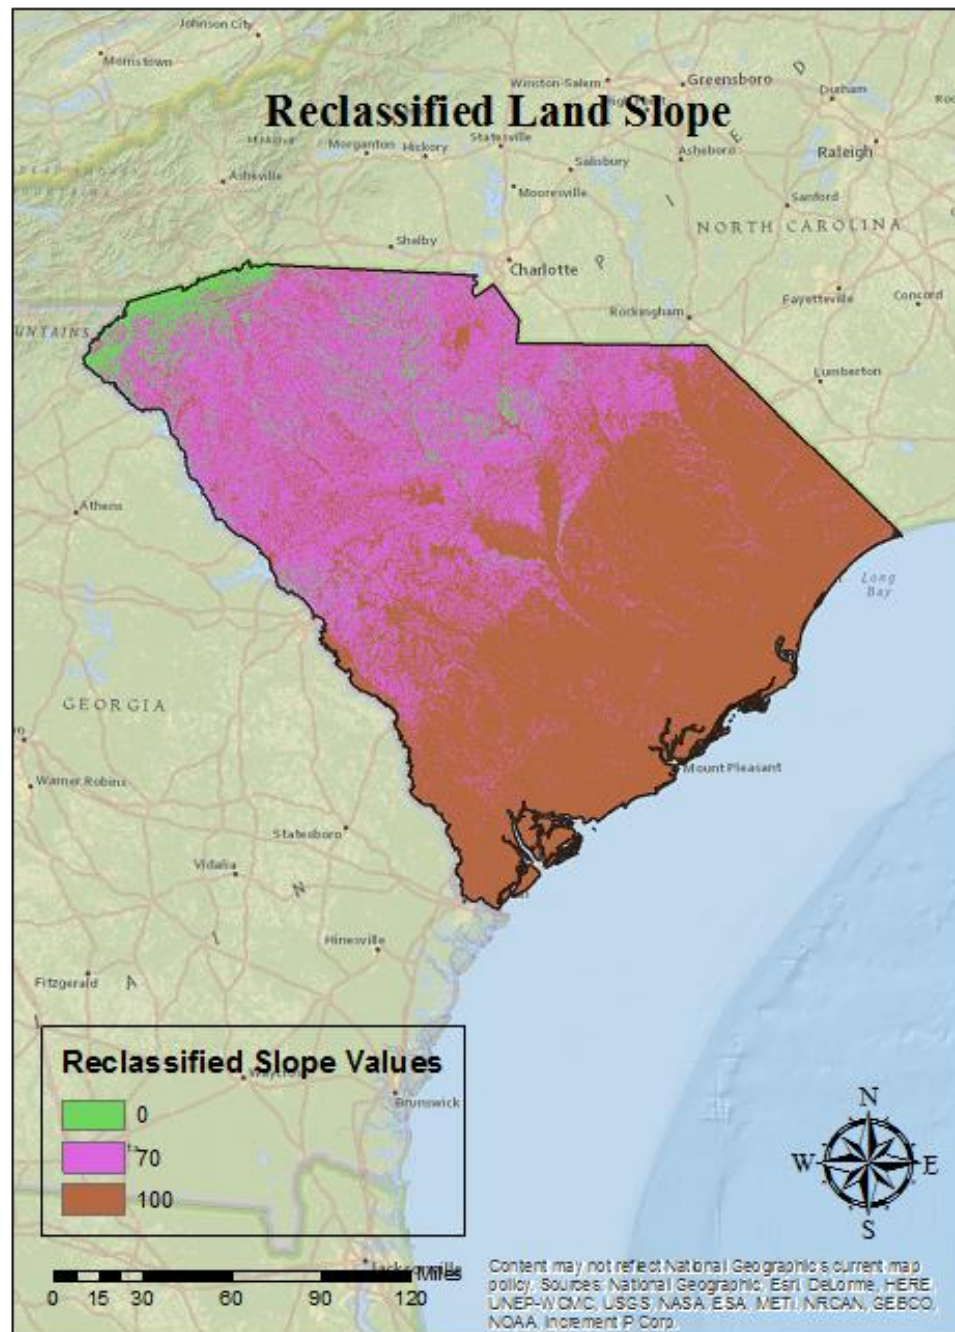 Johnson City
Morristown
Winston-Salem
Greensboro
D
Durham
Reclassified Land Slope
E
Morganton
Hickory
Statesville
Asheboro
Raleigh
Salisbury
Asheville
Mooresville
I
Sanford
NORTH CAROLINA
Shelby
Charlotte
P
Rockingham
Fayetteville
Concord
UNTAINS
Lumberton
Athens
Long
Bay
GEORGIA
Mount Pleasant
Warner Robins
Statesboro
Vidalia
N
I
Hinesville
Fitzgerald
A
Reclassified Slope Values
Brunswick
0
70
100
N
W
E
S
Miles
0 15 30 60 90 120
Content may not reflect National Geographic's current map
policy. Sources: National Geographic, Esri, DeLorme, HERE,
UNEP-WCMC, USGS, NASA, ESA, METI, NRCAN, GEBCO,
NOAA, Increment P Corp.